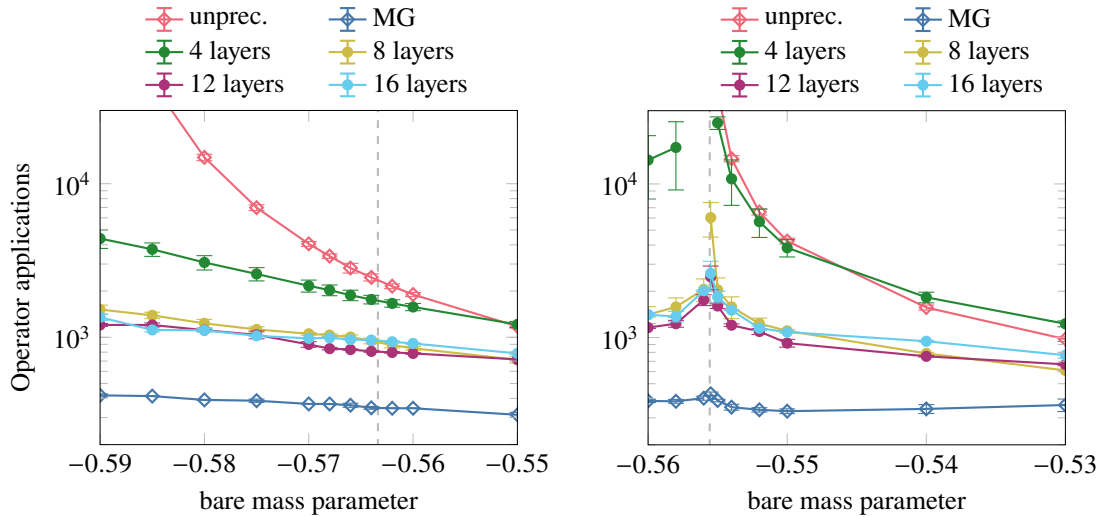 unprec. MG
4 layers 8 layers
12 layers 16 layers
unprec. MG
4 layers 8 layers
12 layers 16 layers
Operator applications
10^4
10^3
−0.59 −0.58 −0.57 −0.56 −0.55
bare mass parameter
10^4
10^3
−0.56 −0.55 −0.54 −0.53
bare mass parameter